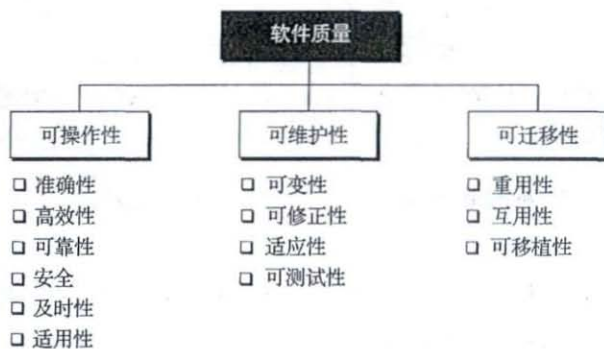 软件质量
可操作性
可维护性
可迁移性
准确性
高效性
可靠性
安全
及时性
适用性
可变性
可修正性
适应性
可测试性
重用性
互用性
可移植性